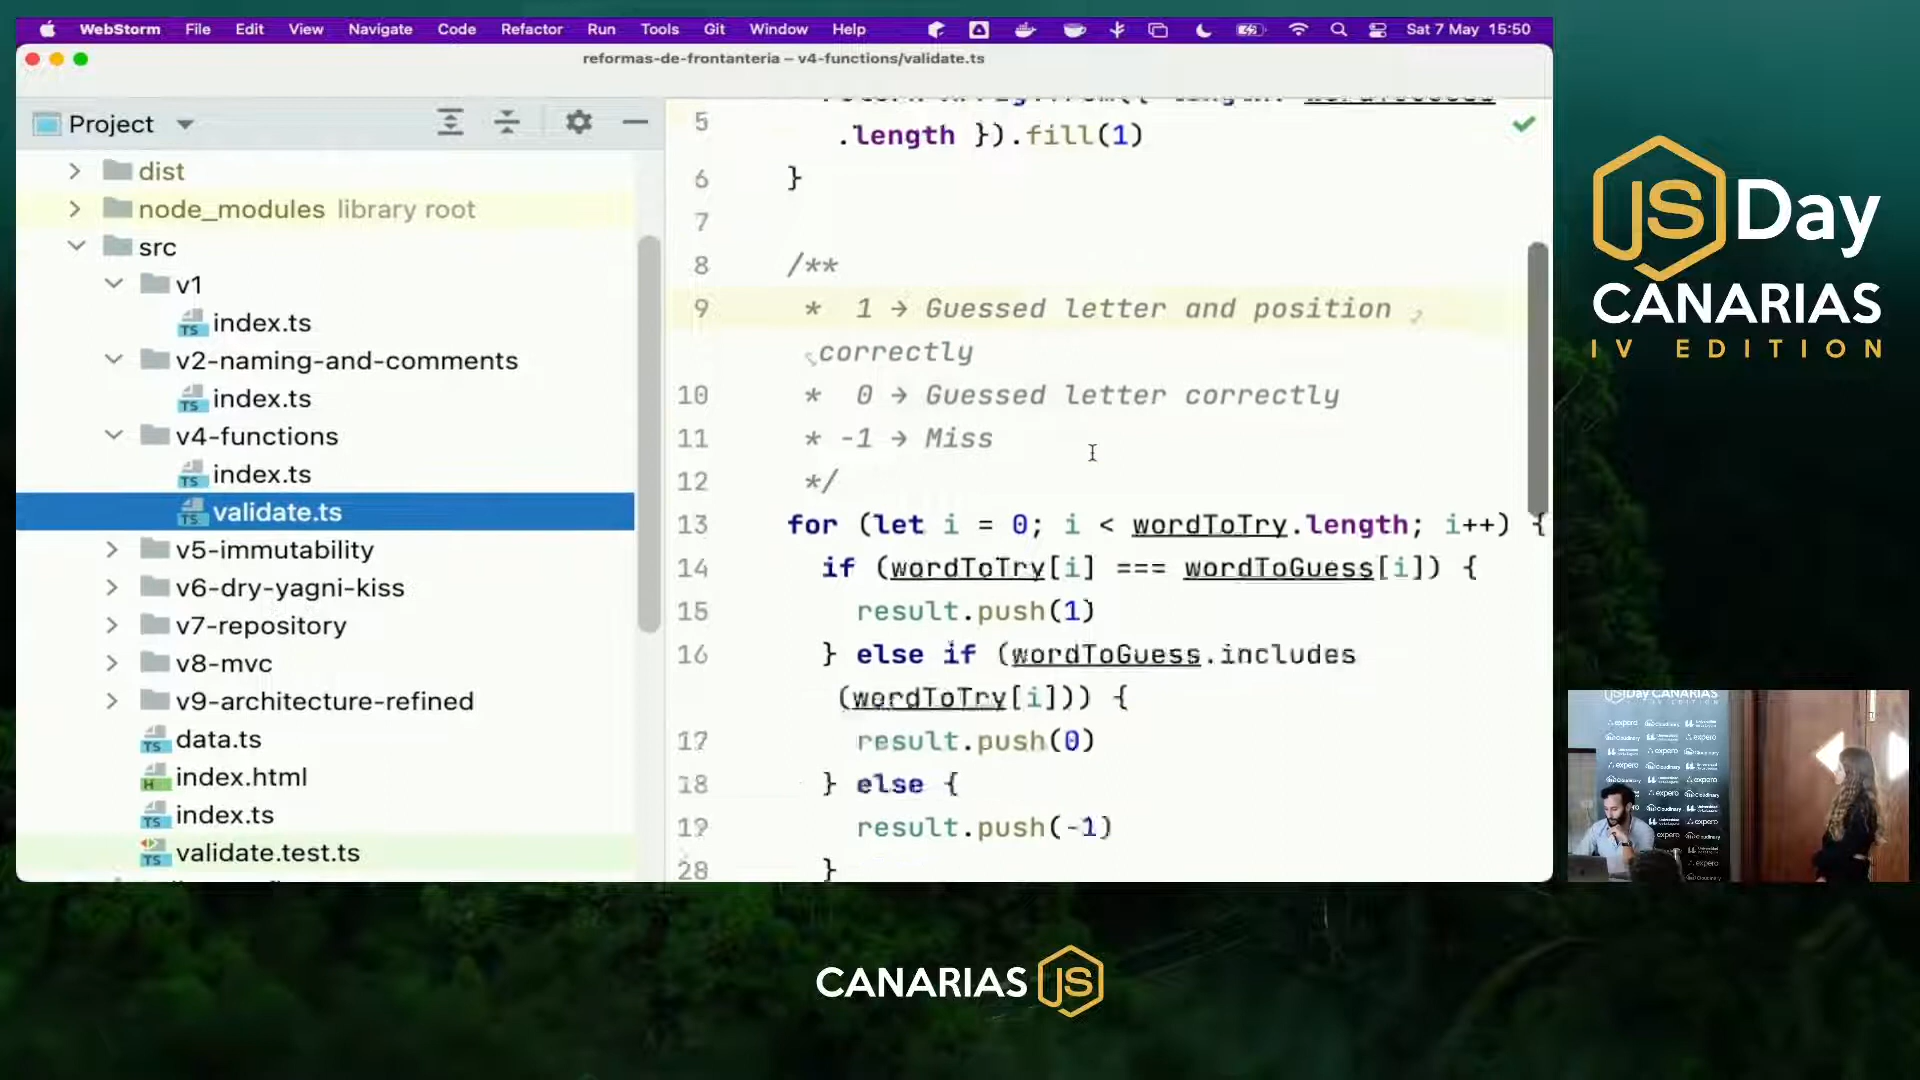 WebStorm File Edit View Navigate Code Refactor Run Tools Git Window Help Sat 7 May 15:50
reformas-de-frontanteria – v4-functions/validate.ts
Project
dist
node_modules library root
src
v1
index.ts
v2-naming-and-comments
index.ts
v4-functions
index.ts
validate.ts
v5-immutability
v6-dry-yagni-kiss
v7-repository
v8-mvc
v9-architecture-refined
data.ts
index.html
index.ts
validate.test.ts
5 .length }).fill(1)
6 }
7
8 /**
9 * 1 → Guessed letter and position
correctly
10 * 0 → Guessed letter correctly
11 * -1 → Miss
12 */
13 for (let i = 0; i < wordToTry.length; i++) {
14 if (wordToTry[i] === wordToGuess[i]) {
15 result.push(1)
16 } else if (wordToGuess.includes
(wordToTry[i])) {
17 result.push(0)
18 } else {
19 result.push(-1)
20 }
JS Day
CANARIAS
IV EDITION
JSDay CANARIAS
CANARIAS JS